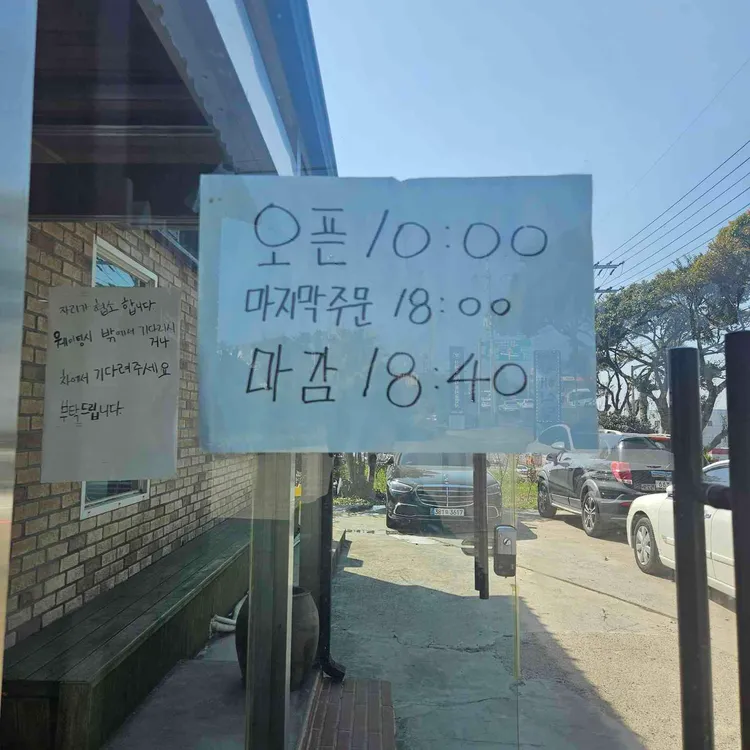 오픈 10:00
마지막주문 18:00
마감 18:40
자리가 협소 합니다
웨이팅시 밖에서 기다리시
거나
차에서 기다려주세요
부탁드립니다